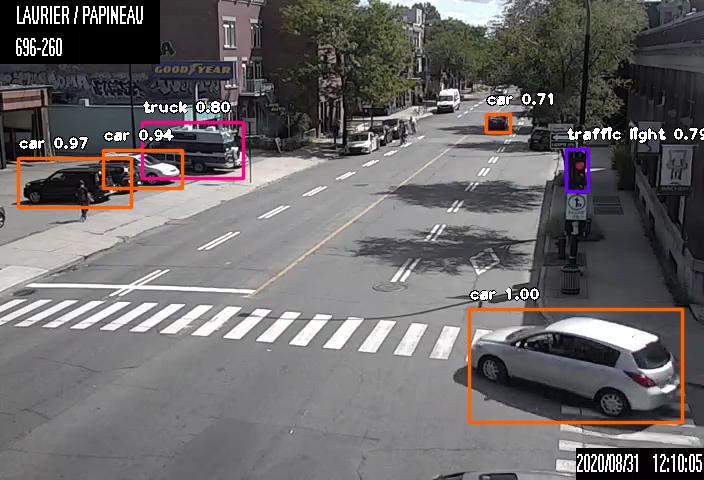 LAURIER / PAPINEAU
696-260
GOODYEAR
truck 0.80
car 0.71
car 0.97
car 0.94
traffic light 0.79
car 1.00
2020/08/31 12:10:05